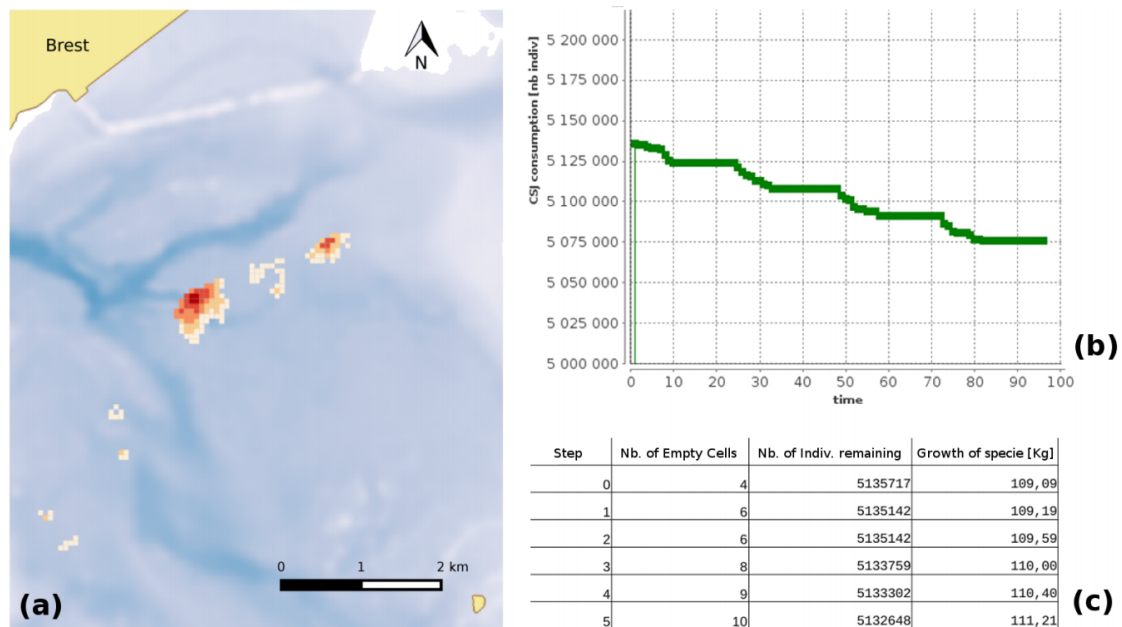 Brest
N
0 1 2 km
(a)
CSJ consumption [nb indiv]
5 200 000
5 175 000
5 150 000
5 125 000
5 100 000
5 075 000
5 050 000
5 025 000
5 000 000
0 10 20 30 40 50 60 70 80 90 100
time
(b)
Step Nb. of Empty Cells Nb. of Indiv. remaining Growth of specie [Kg]
0 4 5135717 109,09
1 6 5135142 109,19
2 6 5135142 109,59
3 8 5133759 110,00
4 9 5133302 110,40
5 10 5132648 111,21
(c)